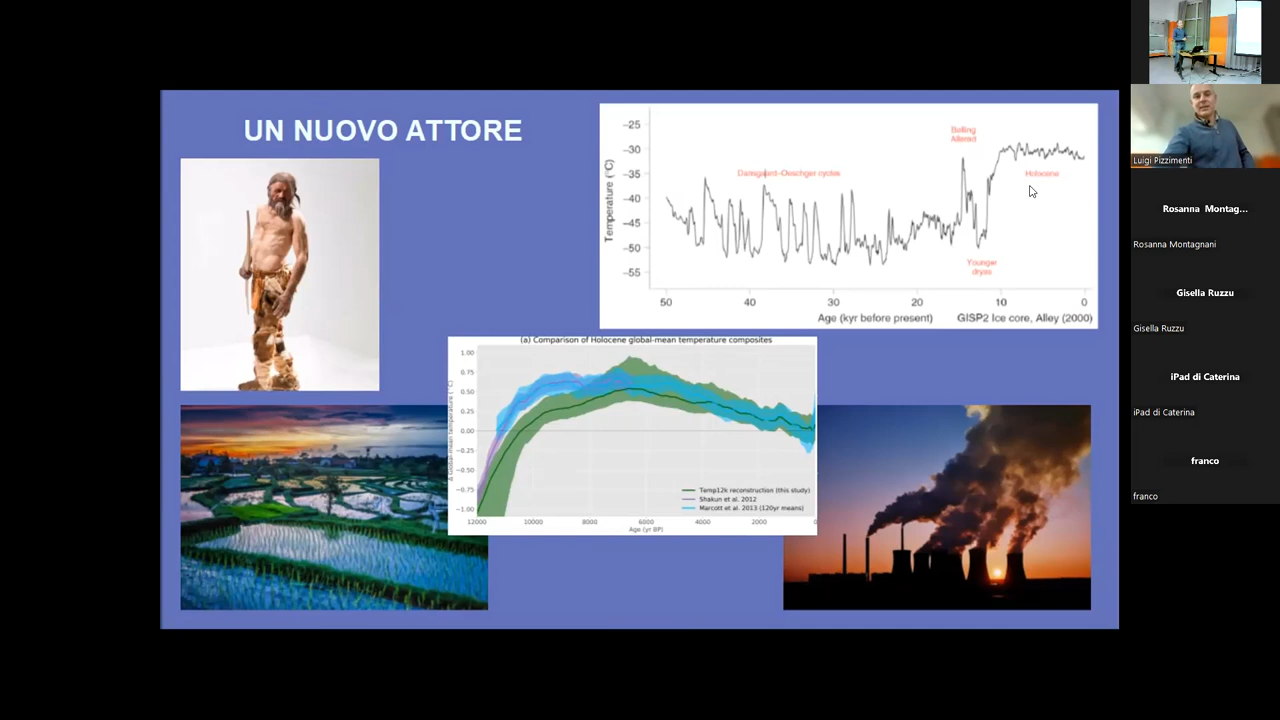 UN NUOVO ATTORE
Temperature (°C)
-25
-30
-35
-40
-45
-50
-55
Bølling
Allerød
Dansgaard-Oeschger cycles
Holocene
Younger
dryas
50
40
30
20
10
0
Age (kyr before present)
GISP2 Ice core, Alley (2000)
(a) Comparison of Holocene global-mean temperature composites
Δ Global-mean temperature (°C)
1.00
0.75
0.50
0.25
0.00
-0.25
-0.50
-0.75
-1.00
Temp12k reconstruction (this study)
Shakun et al. 2012
Marcott et al. 2013 (120yr means)
12000
10000
8000
6000
4000
2000
0
Age (yr BP)
Luigi Pizzimenti
Rosanna Montag...
Rosanna Montagnani
Gisella Ruzzu
Gisella Ruzzu
iPad di Caterina
iPad di Caterina
franco
franco